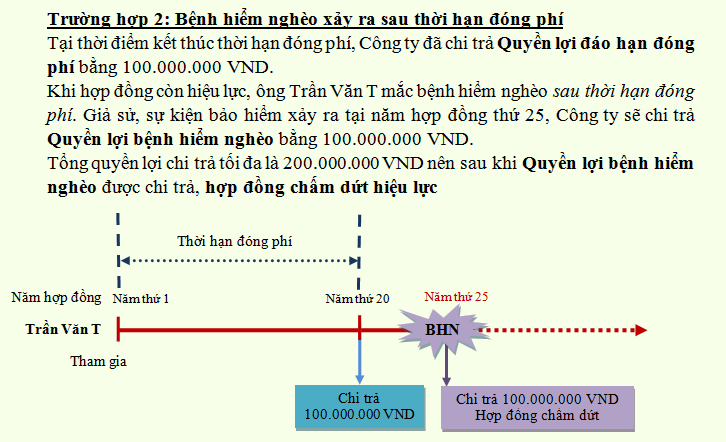 Trường hợp 2: Bệnh hiểm nghèo xảy ra sau thời hạn đóng phí
Tại thời điểm kết thúc thời hạn đóng phí, Công ty đã chi trả Quyền lợi đáo hạn đóng
phí bằng 100.000.000 VND.
Khi hợp đồng còn hiệu lực, ông Trần Văn T mắc bệnh hiểm nghèo sau thời hạn đóng
phí. Giả sử, sự kiện bảo hiểm xảy ra tại năm hợp đồng thứ 25, Công ty sẽ chi trả
Quyền lợi bệnh hiểm nghèo bằng 100.000.000 VND.
Tổng quyền lợi chi trả tối đa là 200.000.000 VND nên sau khi Quyền lợi bệnh hiểm
nghèo được chi trả, hợp đồng chấm dứt hiệu lực
Thời hạn đóng phí
Năm hợp đồng Năm thứ 1 Năm thứ 20 Năm thứ 25
Trần Văn T BHN
Tham gia
Chi trả
100.000.000 VND
Chi trả 100.000.000 VND
Hợp đồng chấm dứt